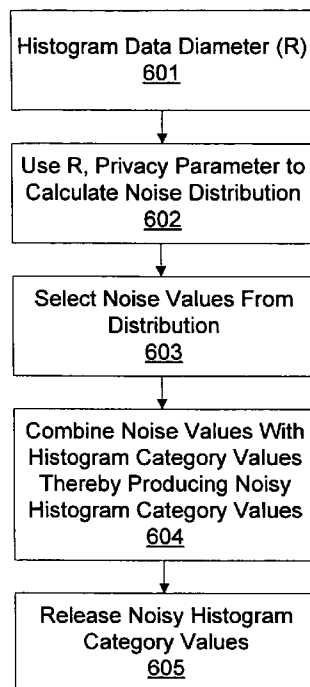 Histogram Data Diameter (R)
601
Use R, Privacy Parameter to
Calculate Noise Distribution
602
Select Noise Values From
Distribution
603
Combine Noise Values With
Histogram Category Values
Thereby Producing Noisy
Histogram Category Values
604
Release Noisy Histogram
Category Values
605